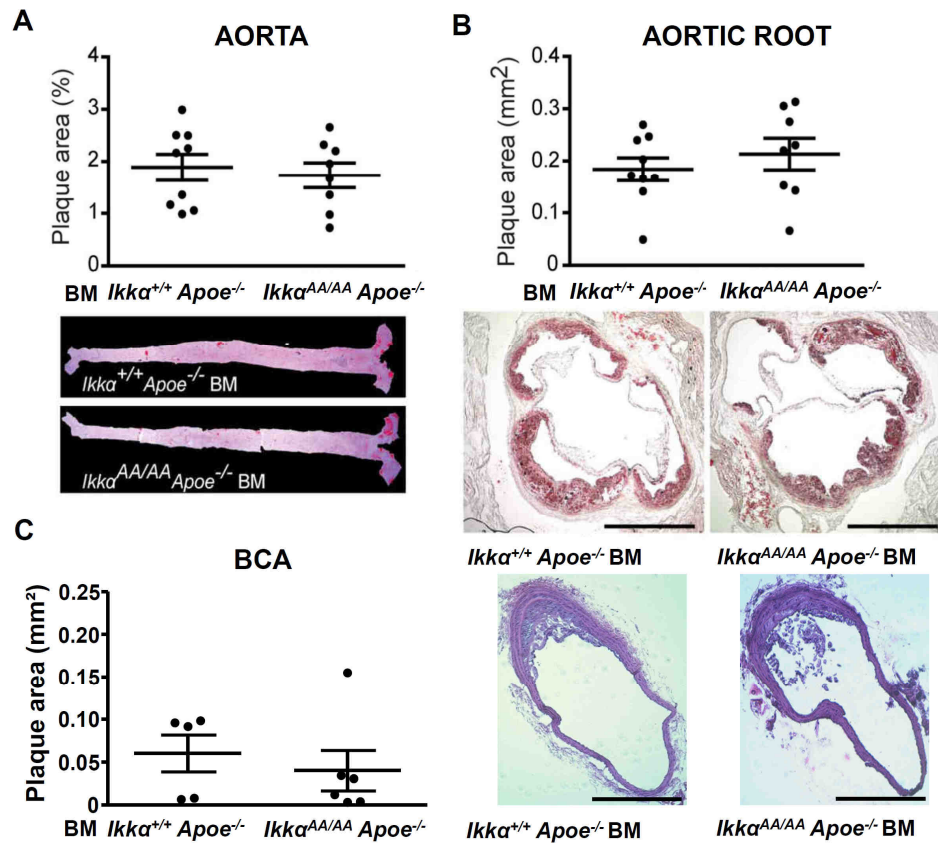 A
AORTA
Plaque area (%)
4
3
2
1
0
BM Ikkα+/+ Apoe-/- IkkαAA/AA Apoe-/-
Ikkα+/+Apoe-/- BM
IkkαAA/AA Apoe-/- BM
B
AORTIC ROOT
Plaque area (mm2)
0.4
0.3
0.2
0.1
0
BM Ikkα+/+ Apoe-/- IkkαAA/AA Apoe-/-
Ikkα+/+ Apoe-/- BM IkkαAA/AA Apoe-/- BM
C
BCA
Plaque area (mm²)
0.25
0.20
0.15
0.10
0.05
0
BM Ikkα+/+ Apoe-/- IkkαAA/AA Apoe-/-
Ikkα+/+ Apoe-/- BM IkkαAA/AA Apoe-/- BM